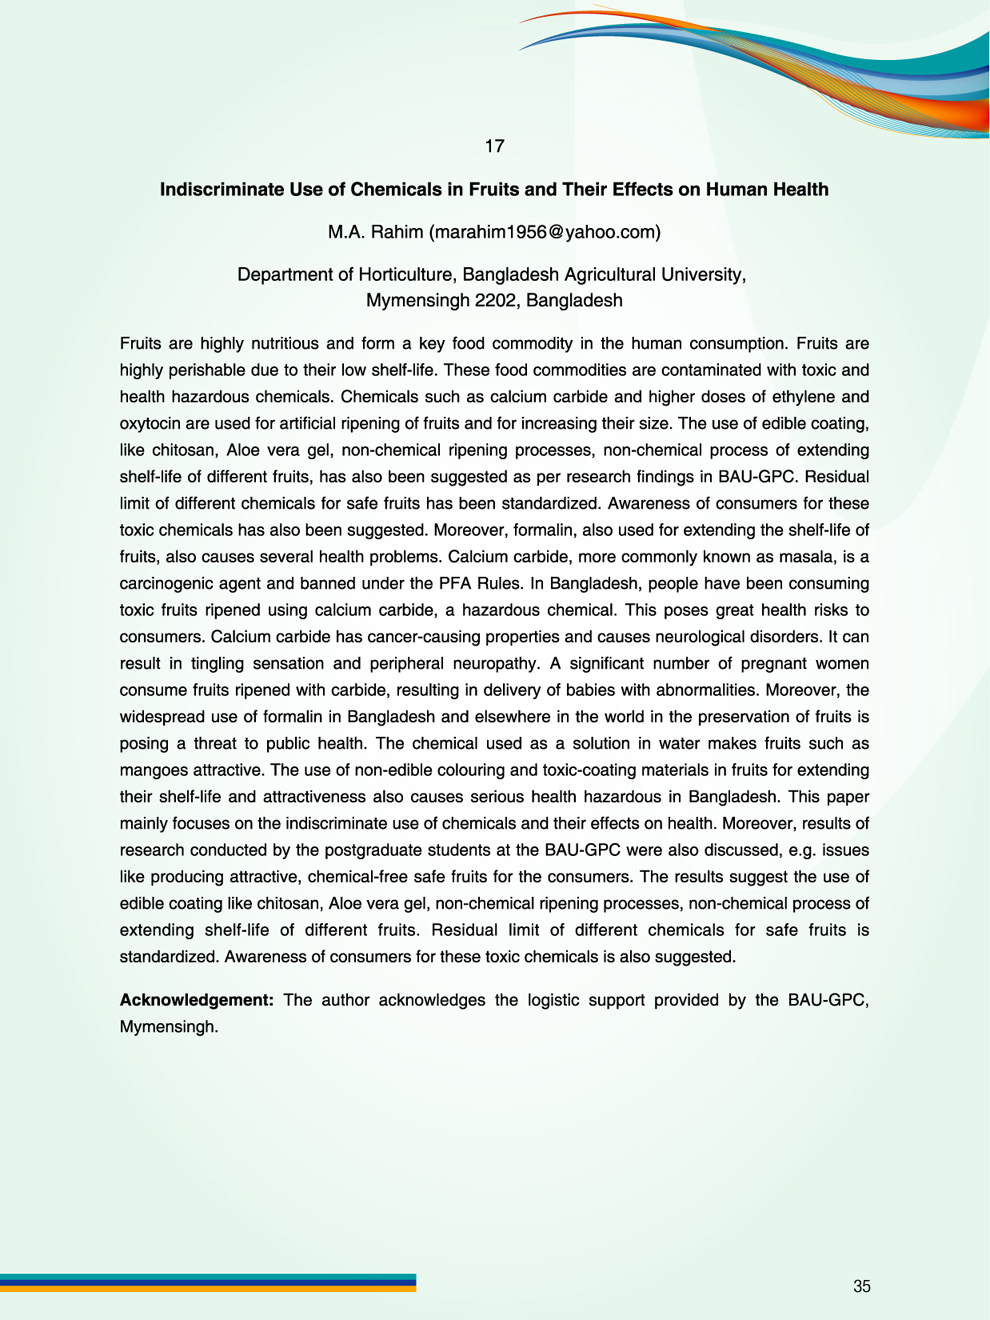 17
Indiscriminate Use of Chemicals in Fruits and Their Effects on Human Health
M.A. Rahim (marahim1956@yahoo.com)
Department of Horticulture, Bangladesh Agricultural University,
Mymensingh 2202, Bangladesh
Fruits are highly nutritious and form a key food commodity in the human consumption. Fruits are
highly perishable due to their low shelf-life. These food commodities are contaminated with toxic and
health hazardous chemicals. Chemicals such as calcium carbide and higher doses of ethylene and
oxytocin are used for artificial ripening of fruits and for increasing their size. The use of edible coating,
like chitosan, Aloe vera gel, non-chemical ripening processes, non-chemical process of extending
shelf-life of different fruits, has also been suggested as per research findings in BAU-GPC. Residual
limit of different chemicals for safe fruits has been standardized. Awareness of consumers for these
toxic chemicals has also been suggested. Moreover, formalin, also used for extending the shelf-life of
fruits, also causes several health problems. Calcium carbide, more commonly known as masala, is a
carcinogenic agent and banned under the PFA Rules. In Bangladesh, people have been consuming
toxic fruits ripened using calcium carbide, a hazardous chemical. This poses great health risks to
consumers. Calcium carbide has cancer-causing properties and causes neurological disorders. It can
result in tingling sensation and peripheral neuropathy. A significant number of pregnant women
consume fruits ripened with carbide, resulting in delivery of babies with abnormalities. Moreover, the
widespread use of formalin in Bangladesh and elsewhere in the world in the preservation of fruits is
posing a threat to public health. The chemical used as a solution in water makes fruits such as
mangoes attractive. The use of non-edible colouring and toxic-coating materials in fruits for extending
their shelf-life and attractiveness also causes serious health hazardous in Bangladesh. This paper
mainly focuses on the indiscriminate use of chemicals and their effects on health. Moreover, results of
research conducted by the postgraduate students at the BAU-GPC were also discussed, e.g. issues
like producing attractive, chemical-free safe fruits for the consumers. The results suggest the use of
edible coating like chitosan, Aloe vera gel, non-chemical ripening processes, non-chemical process of
extending shelf-life of different fruits. Residual limit of different chemicals for safe fruits is
standardized. Awareness of consumers for these toxic chemicals is also suggested.
Acknowledgement: The author acknowledges the logistic support provided by the BAU-GPC,
Mymensingh.
35